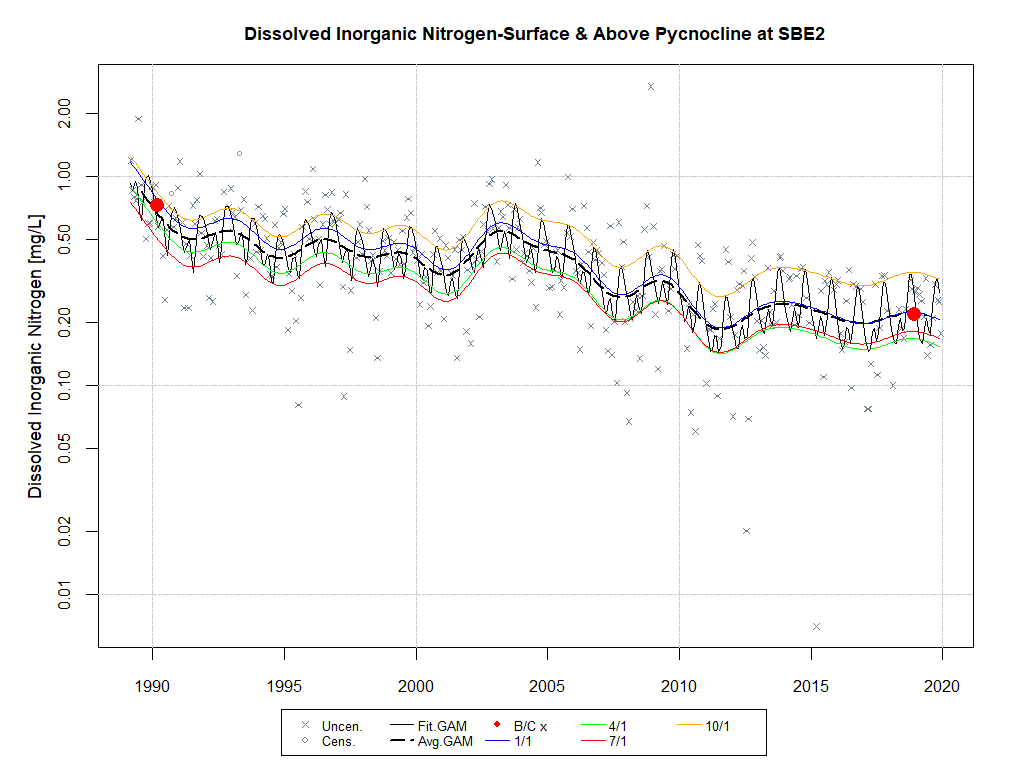 Dissolved Inorganic Nitrogen-Surface & Above Pycnocline at SBE2
Dissolved Inorganic Nitrogen [mg/L]
2.00
1.00
0.50
0.20
0.10
0.05
0.02
0.01
1990 1995 2000 2005 2010 2015 2020
Uncen. Fit.GAM B/C x 4/1 10/1
Cens. Avg.GAM 1/1 7/1